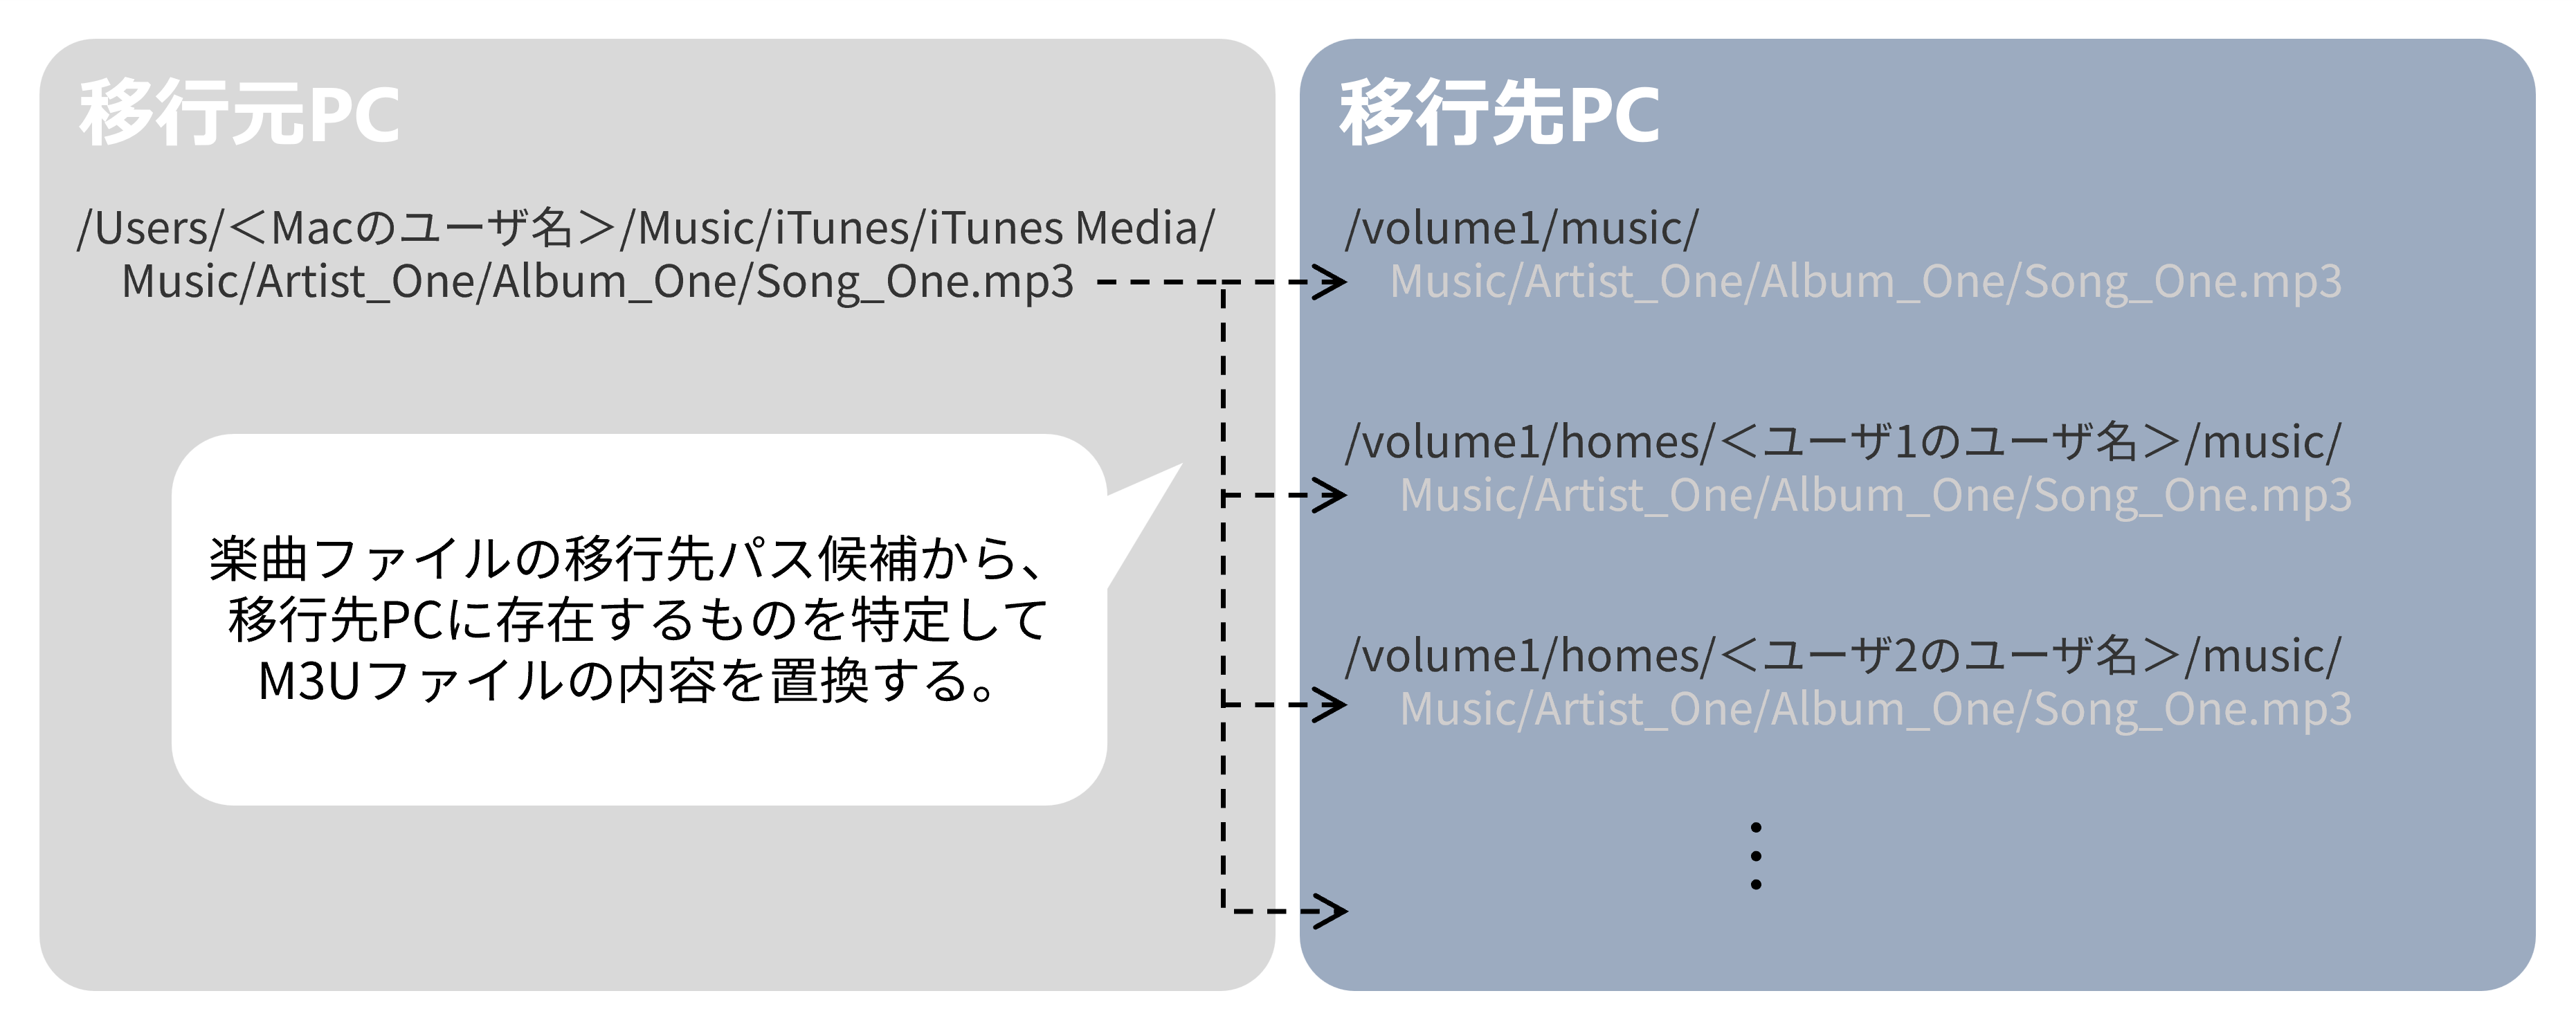 移行元PC
/Users/＜Macのユーザ名＞/Music/iTunes/iTunes Media/
Music/Artist_One/Album_One/Song_One.mp3
楽曲ファイルの移行先パス候補から、
移行先PCに存在するものを特定して
M3Uファイルの内容を置換する。
移行先PC
/volume1/music/
Music/Artist_One/Album_One/Song_One.mp3
/volume1/homes/＜ユーザ1のユーザ名＞/music/
Music/Artist_One/Album_One/Song_One.mp3
/volume1/homes/＜ユーザ2のユーザ名＞/music/
Music/Artist_One/Album_One/Song_One.mp3